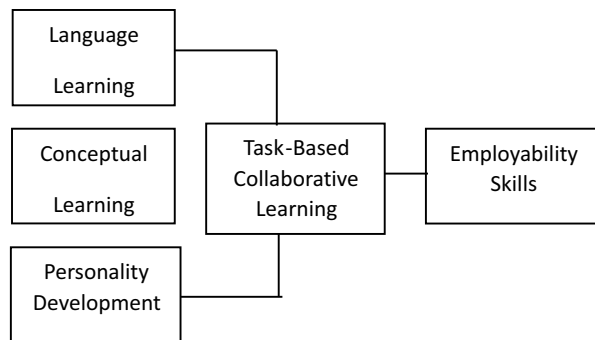 Language
Learning
Conceptual
Learning
Personality
Development
Task-Based
Collaborative
Learning
Employability
Skills